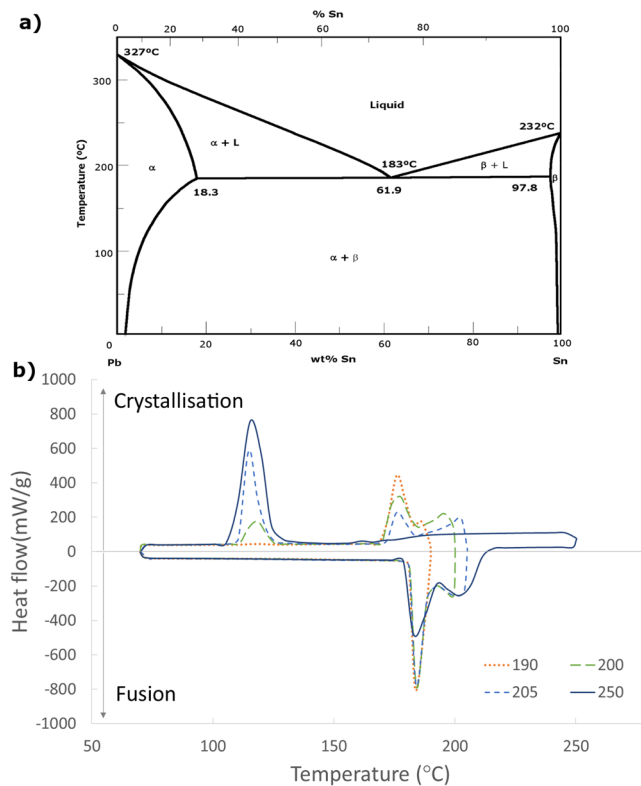 a)
% Sn
0 20 40 60 80 100
327ºC
300
Liquid
232ºC
α + L
Temperature (ºC)
200
183ºC
β + L
α
β
18.3
61.9
97.8
100
α + β
0
20 40 60 80 100
Pb
wt% Sn
Sn
b)
1000
Crystallisation
800
600
400
200
0
-200
-400
-600
-800
-1000
Heat flow(mW/g)
190
200
205
250
Fusion
50 100 150 200 250
Temperature (°C)